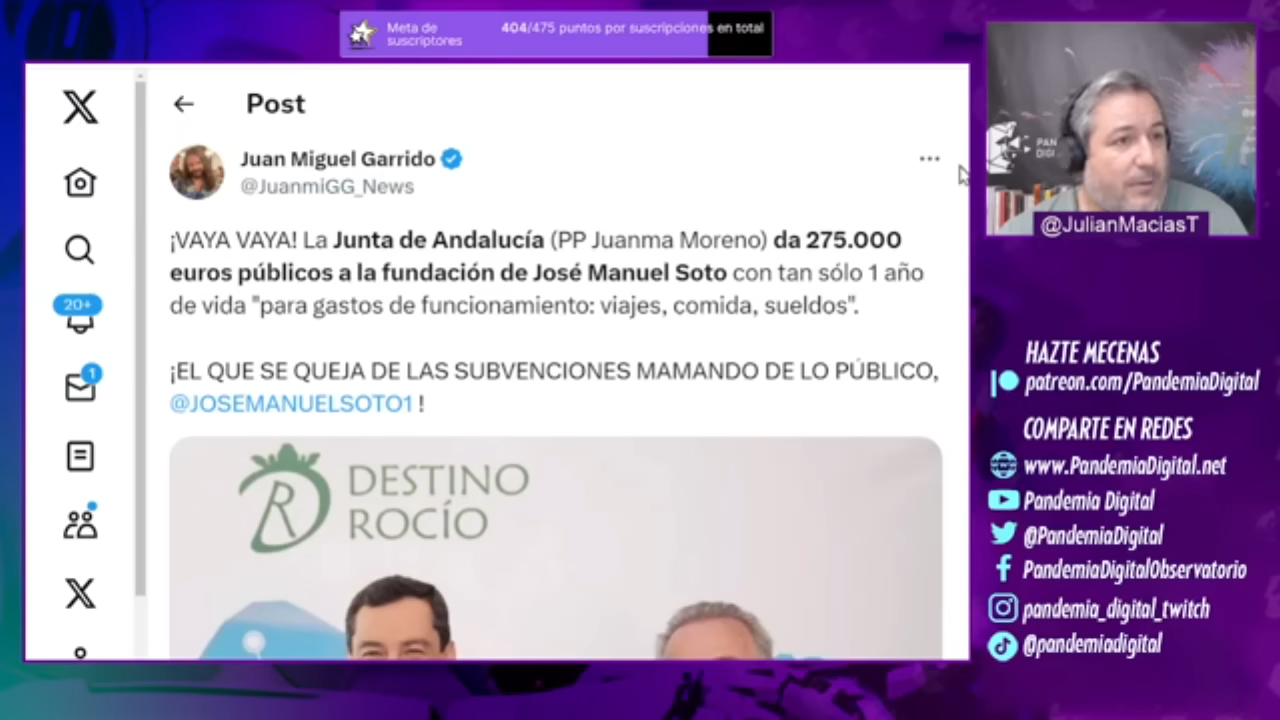 Meta de
suscriptores
404/475 puntos por suscripciones en total
Post
Juan Miguel Garrido
@JuanmiGG_News
¡VAYA VAYA! La Junta de Andalucía (PP Juanma Moreno) da 275.000
euros públicos a la fundación de José Manuel Soto con tan sólo 1 año
de vida "para gastos de funcionamiento: viajes, comida, sueldos".
¡EL QUE SE QUEJA DE LAS SUBVENCIONES MAMANDO DE LO PÚBLICO,
@JOSEMANUELSOTO1 !
20+
1
R
DESTINO
ROCÍO
PAN
DIGI
@JulianMaciasT
HAZTE MECENAS
patreon.com/PandemiaDigital
COMPARTE EN REDES
www.PandemiaDigital.net
Pandemia Digital
@PandemiaDigital
PandemiaDigitalObservatorio
pandemia_digital_twitch
@pandemiadigital